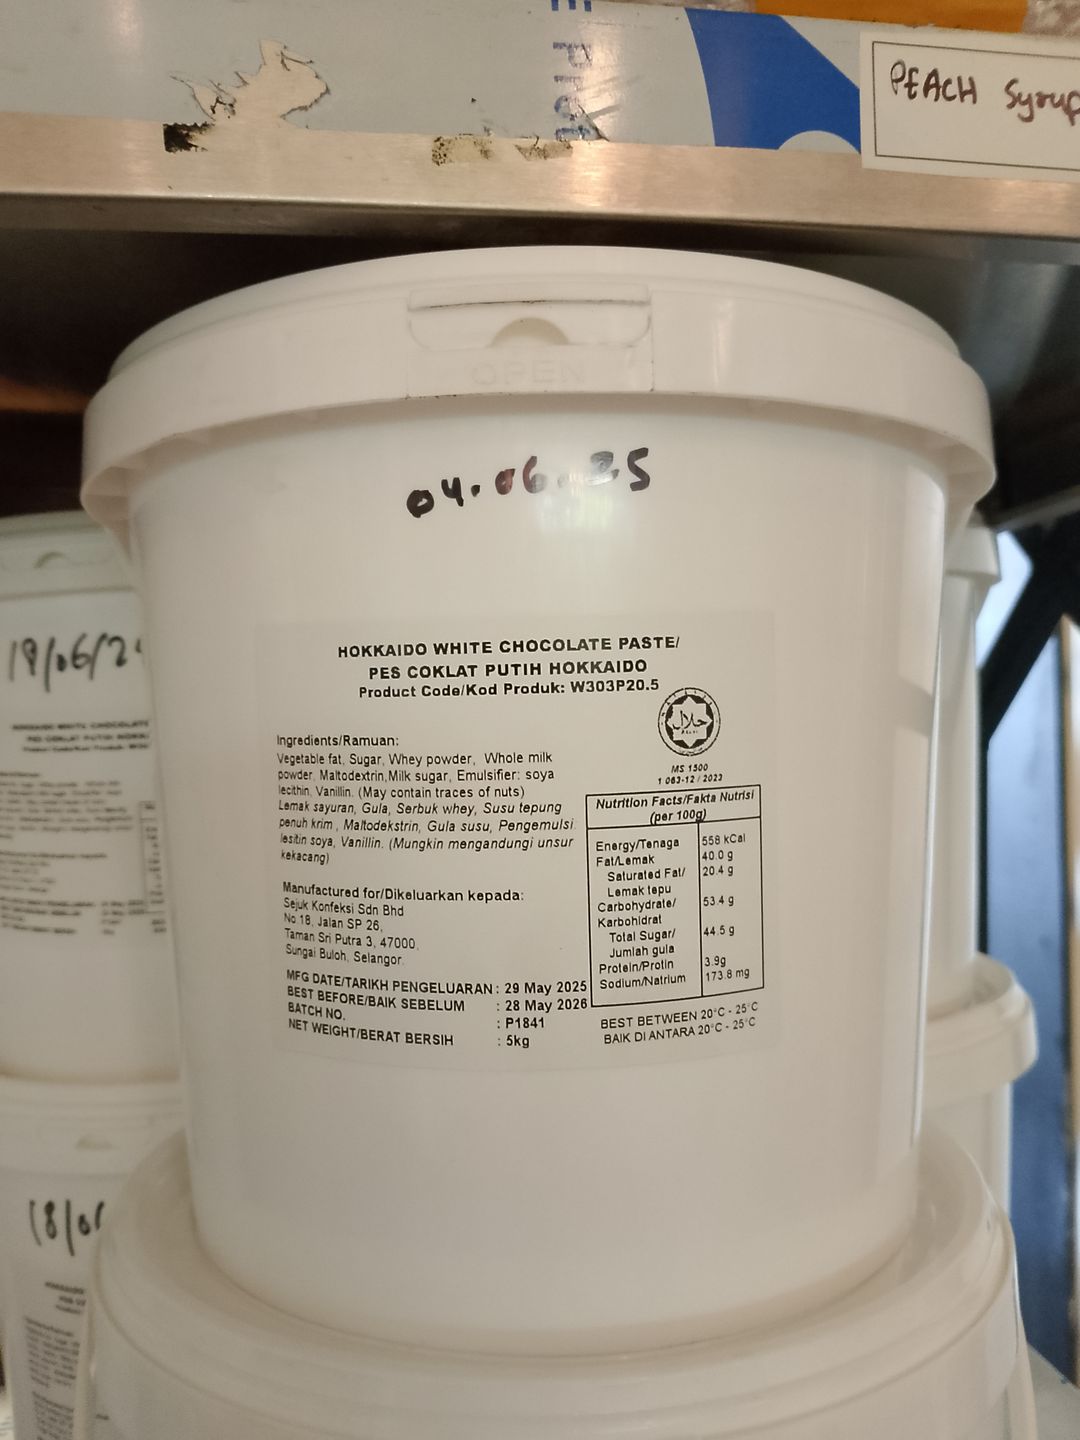 PEACH Syrup
OPEN
04.06.25
HOKKAIDO WHITE CHOCOLATE PASTE/
PES COKLAT PUTIH HOKKAIDO
Product Code/Kod Produk: W303P20.5
حلال
MS 1500
1 063-12 / 2023
Ingredients/Ramuan:
Vegetable fat, Sugar, Whey powder, Whole milk
powder, Maltodextrin, Milk sugar, Emulsifier: soya
lecithin, Vanillin. (May contain traces of nuts)
Lemak sayuran, Gula, Serbuk whey, Susu tepung
penuh krim, Maltodekstrin, Gula susu, Pengemulsi
lesitin soya, Vanillin. (Mungkin mengandungi unsur
kekacang)
Manufactured for/Dikeluarkan kepada:
Sejuk Konfeksi Sdn Bhd
No 18, Jalan SP 26,
Taman Sri Putra 3, 47000,
Sungai Buloh, Selangor.
MFG DATE/TARIKH PENGELUARAN : 29 May 2025
BEST BEFORE/BAIK SEBELUM : 28 May 2026
BATCH NO. : P1841
NET WEIGHT/BERAT BERSIH : 5kg
Nutrition Facts/Fakta Nutrisi
(per 100g)
Energy/Tenaga 558 kCal
Fat/Lemak 40.0 g
Saturated Fat/ 20.4 g
Lemak tepu
Carbohydrate/ 53.4 g
Karbohidrat
Total Sugar/ 44.5 g
Jumlah gula
Protein/Protin 3.9g
Sodium/Natrium 173.8 mg
BEST BETWEEN 20°C - 25°C
BAIK DI ANTARA 20°C - 25°C
18/06/2
HOKKAIDO WHITE CHOCOLATE
18/0